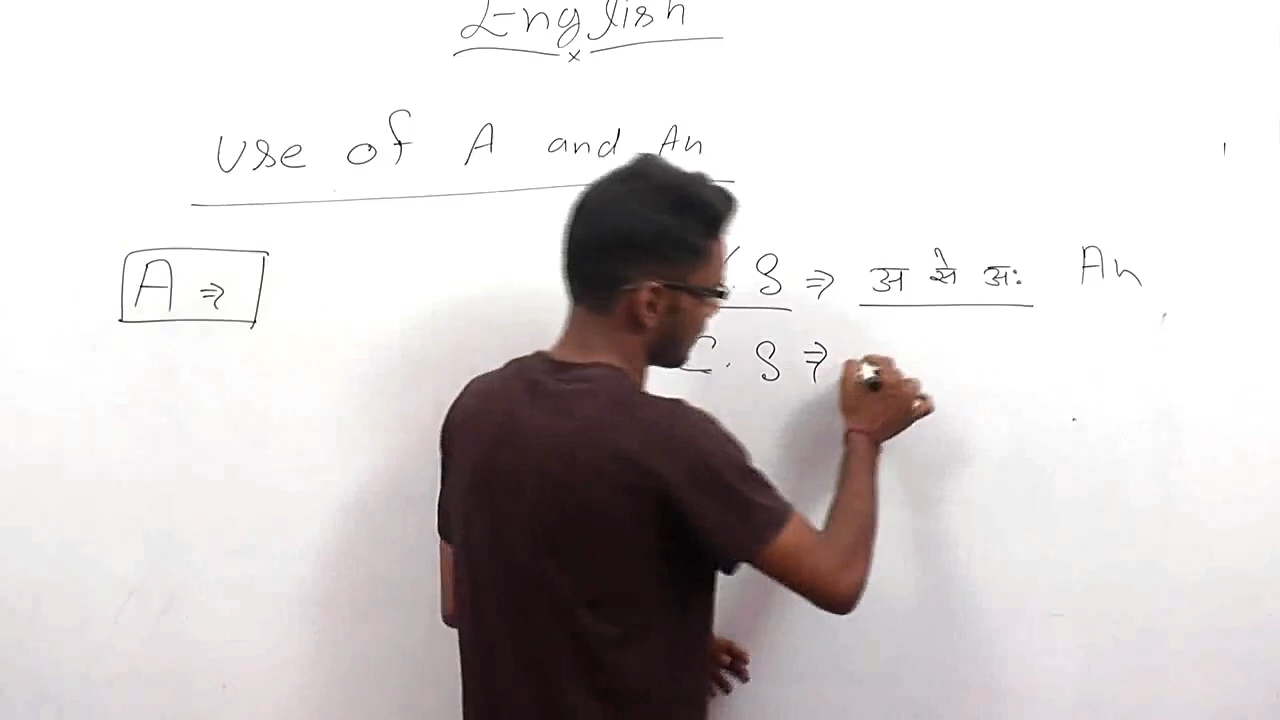 English
Use of A and An
A ⇒
. S ⇒ अ से अः An
C. S ⇒